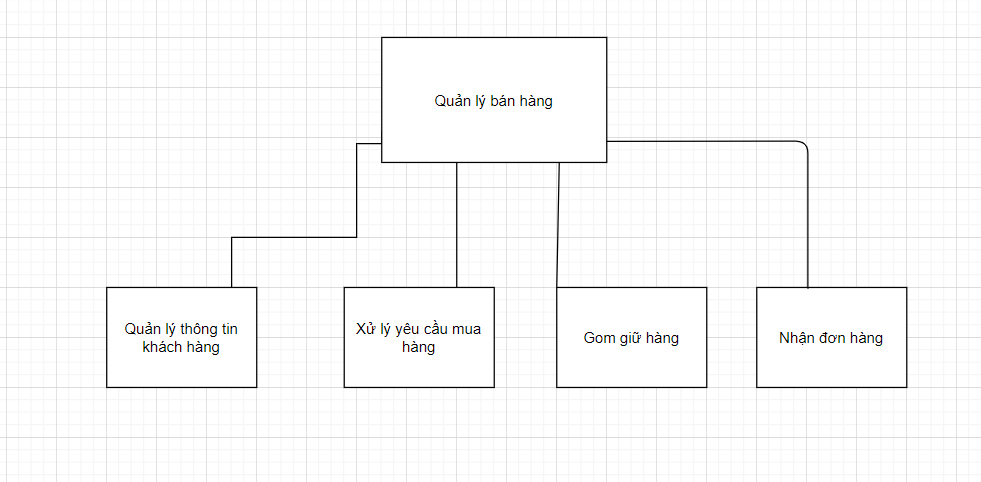 Quản lý bán hàng
Quản lý thông tin
khách hàng
Xử lý yêu cầu mua
hàng
Gom giữ hàng
Nhận đơn hàng